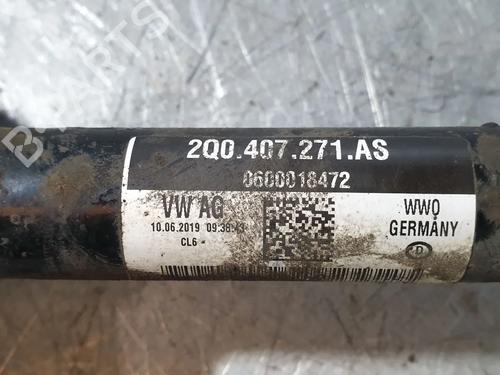 2Q0.407.271.AS
0600018472
VW AG
10.06.2019
CL6 -
WWO
GERMANY
D